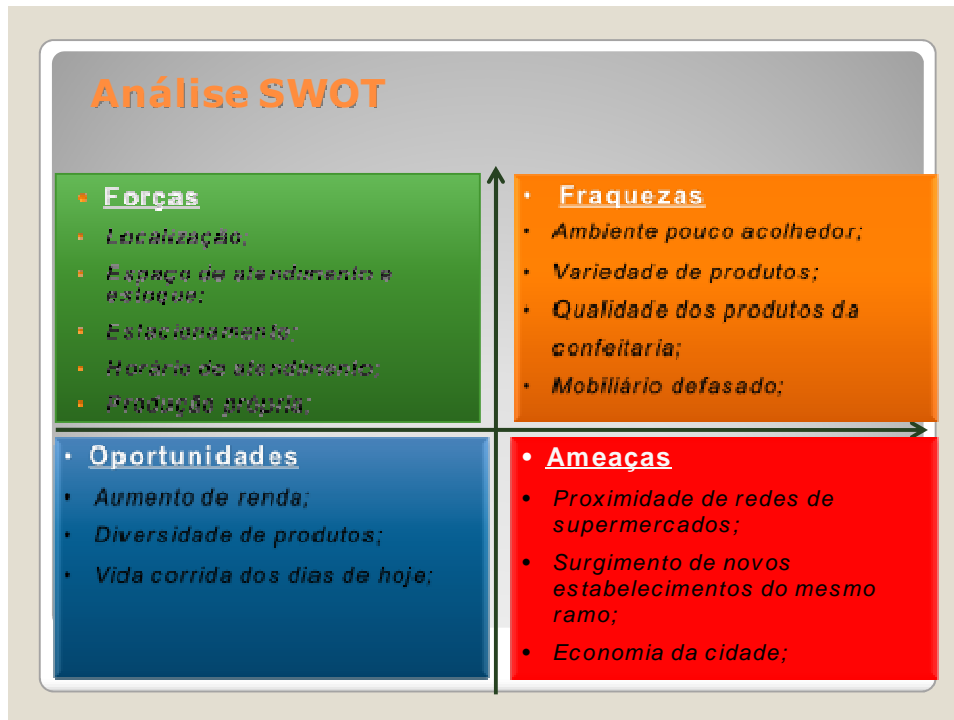 Análise SWOT
• Forças
• Localização;
• Espaço de atendimento e
estoque;
• Estacionamento;
• Horário de atendimento;
• Produção própria;
• Fraquezas
• Ambiente pouco acolhedor;
• Variedade de produtos;
• Qualidade dos produtos da
confeitaria;
• Mobiliário defasado;
• Oportunidades
• Aumento de renda;
• Diversidade de produtos;
• Vida corrida dos dias de hoje;
• Ameaças
• Proximidade de redes de
supermercados;
• Surgimento de novos
estabelecimentos do mesmo
ramo;
• Economia da cidade;